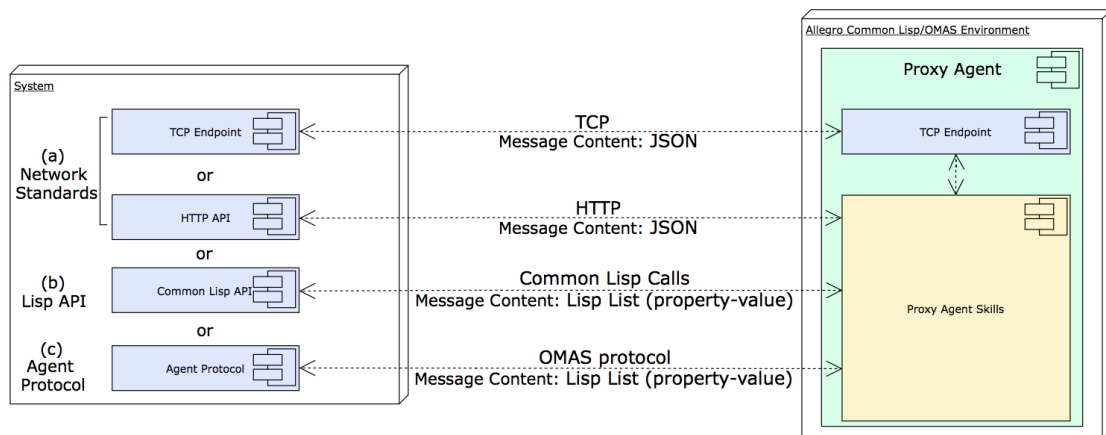 Allegro Common Lisp/OMAS Environment
Proxy Agent
System
TCP Endpoint
TCP
Message Content: JSON
TCP Endpoint
(a)
Network
Standards
or
HTTP API
HTTP
Message Content: JSON
or
(b)
Lisp API
Common Lisp API
Common Lisp Calls
Message Content: Lisp List (property-value)
Proxy Agent Skills
or
(c)
Agent
Protocol
Agent Protocol
OMAS protocol
Message Content: Lisp List (property-value)